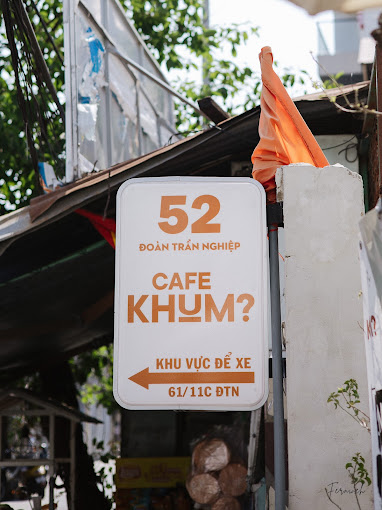 52
ĐOÀN TRẦN NGHIỆP
CAFE
KHUM?
KHU VỰC ĐỂ XE
61/11C ĐTN